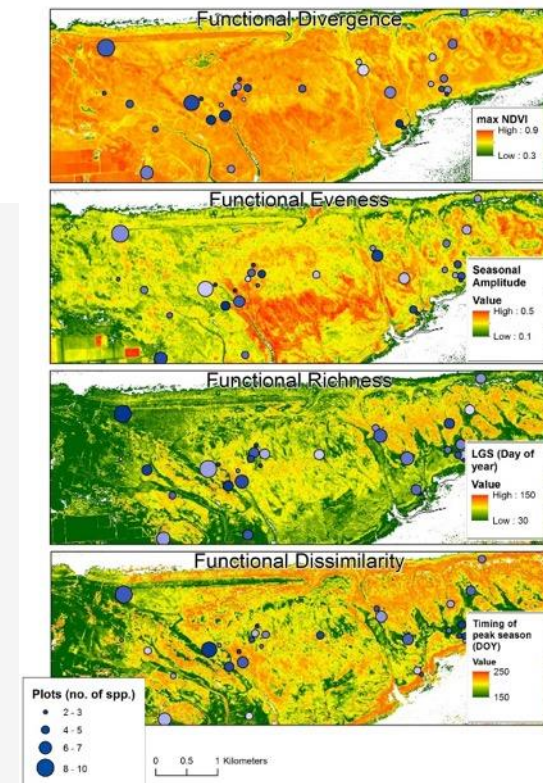 Functional Divergence
max NDVI
High : 0.9
Low : 0.3
Functional Eveness
Seasonal
Amplitude
Value
High : 0.5
Low : 0.1
Functional Richness
LGS (Day of
year)
Value
High : 150
Low : 30
Functional Dissimilarity
Timing of
peak season
(DOY)
Value
250
150
Plots (no. of spp.)
2 - 3
4 - 5
6 - 7
8 - 10
0 0.5 1 Kilometers